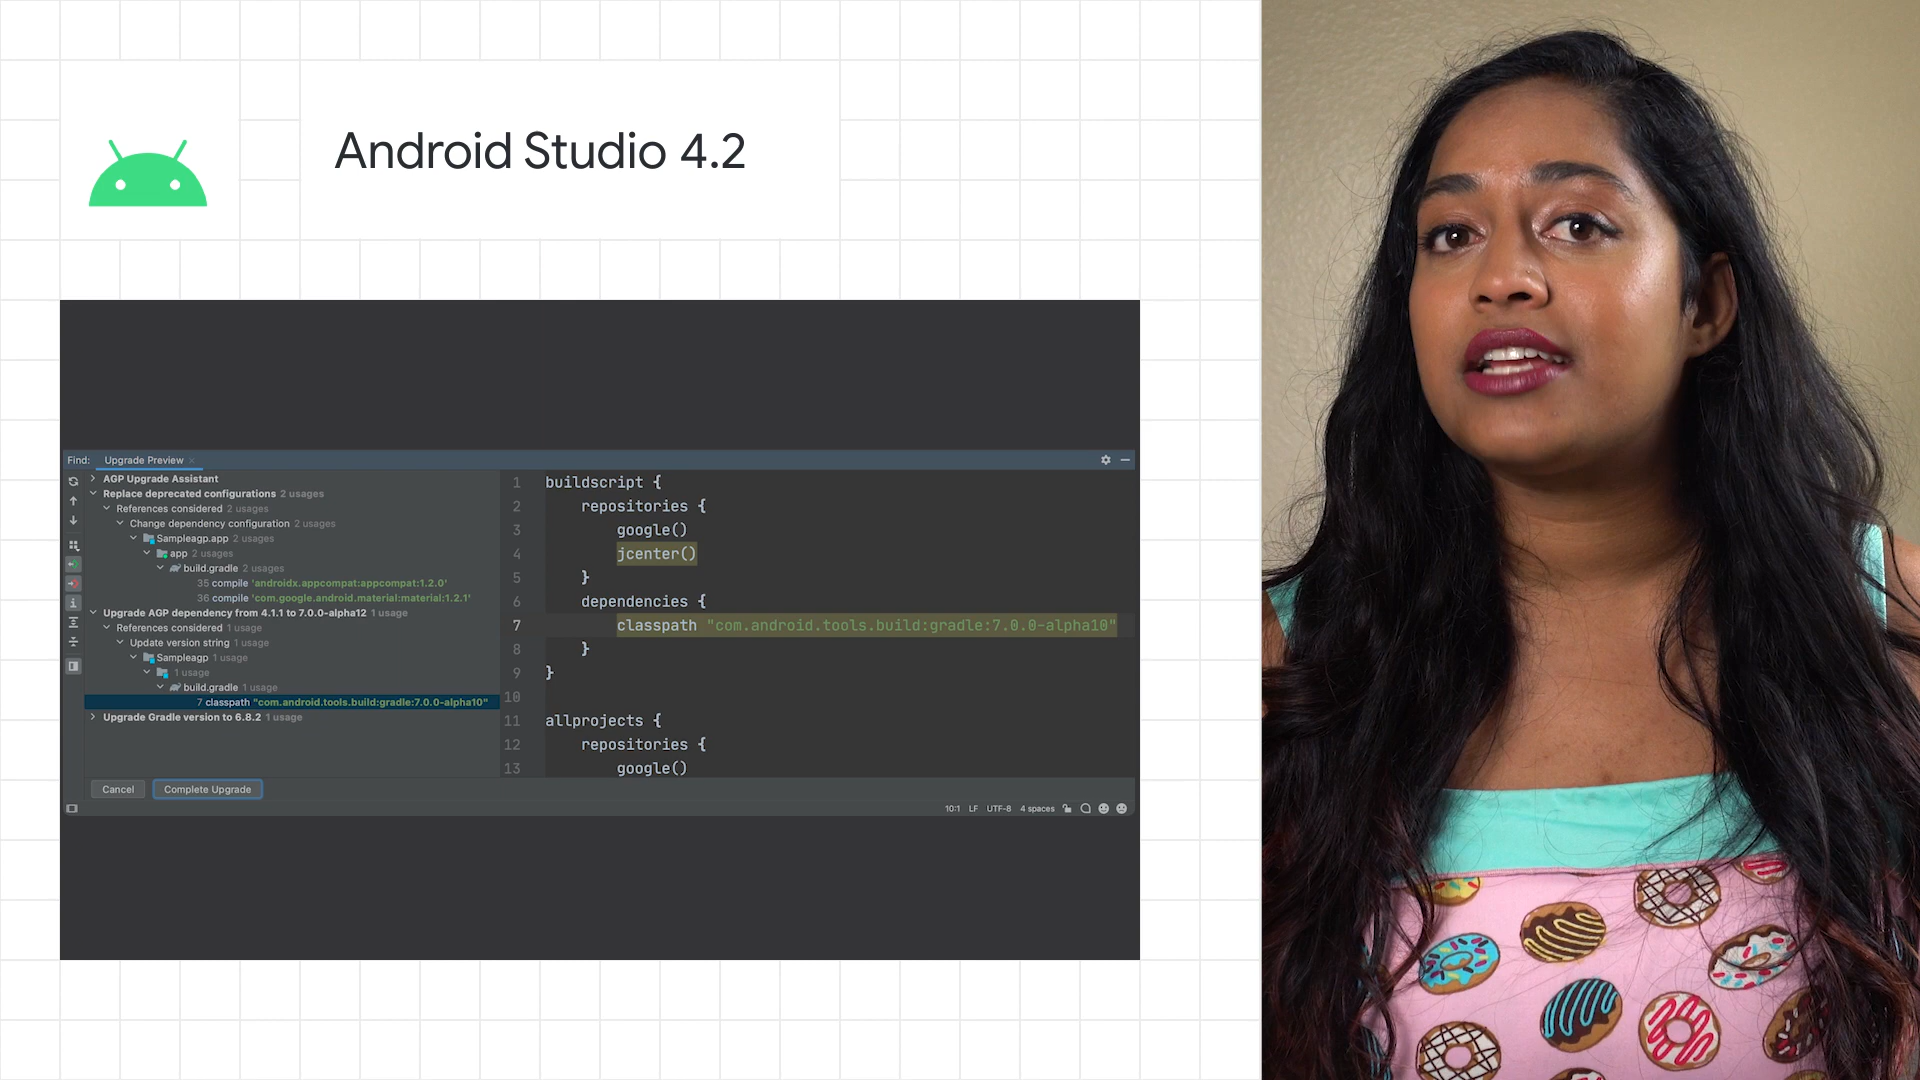 Android Studio 4.2
Find: Upgrade Preview
AGP Upgrade Assistant
Replace deprecated configurations 2 usages
References considered 2 usages
Change dependency configuration 2 usages
Sampleagp.app 2 usages
app 2 usages
build.gradle 2 usages
35 compile 'androidx.appcompat:appcompat:1.2.0'
36 compile 'com.google.android.material:material:1.2.1'
Upgrade AGP dependency from 4.1.1 to 7.0.0-alpha12 1 usage
References considered 1 usage
Update version string 1 usage
Sampleagp 1 usage
1 usage
build.gradle 1 usage
7 classpath "com.android.tools.build:gradle:7.0.0-alpha10"
Upgrade Gradle version to 6.8.2 1 usage
Cancel Complete Upgrade
1 buildscript {
2 repositories {
3 google()
4 jcenter()
5 }
6 dependencies {
7 classpath "com.android.tools.build:gradle:7.0.0-alpha10"
8 }
9 }
10
11 allprojects {
12 repositories {
13 google()
10:1 LF UTF-8 4 spaces